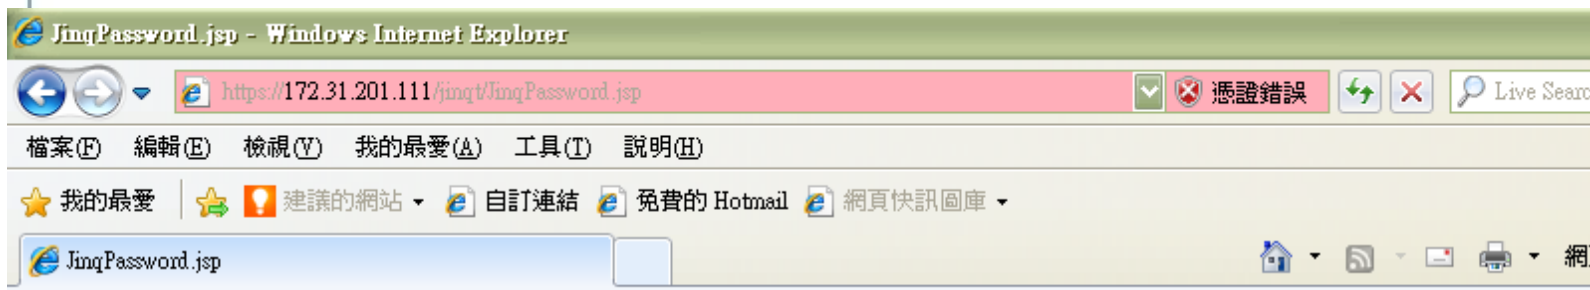 JinqPassword.jsp - Windows Internet Explorer
https://172.31.201.111/jinqt/JinqPassword.jsp 憑證錯誤 Live Searc
檔案(F) 編輯(E) 檢視(V) 我的最愛(A) 工具(T) 說明(H)
我的最愛 建議的網站 自訂連結 免費的 Hotmail 網頁快訊圖庫
JinqPassword.jsp